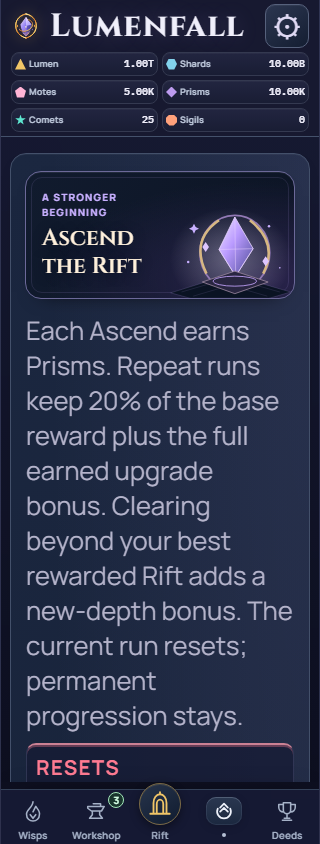 LUMENFALL
Lumen 1.00T
Shards 10.00B
Motes 5.00K
Prisms 10.00K
Comets 25
Sigils 0
A STRONGER
BEGINNING
ASCEND
THE RIFT
Each Ascend earns
Prisms. Repeat runs
keep 20% of the base
reward plus the full
earned upgrade
bonus. Clearing
beyond your best
rewarded Rift adds a
new-depth bonus. The
current run resets;
permanent
progression stays.
RESETS
3
Wisps
Workshop
Rift
Deeds